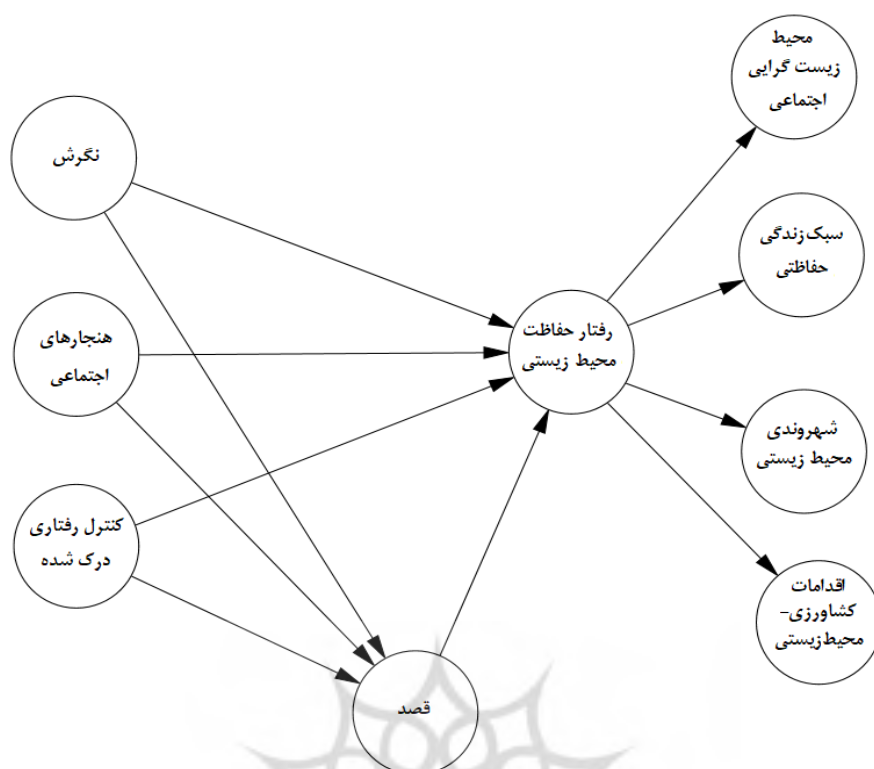 محیط
زیست گرایی
اجتماعی
نگرش
سبک زندگی
حفاظتی
هنجارهای
اجتماعی
رفتار حفاظت
محیط زیستی
شهروندی
محیط زیستی
کنترل رفتاری
درک شده
اقدامات
کشاورزی-
محیط‌زیستی
قصد